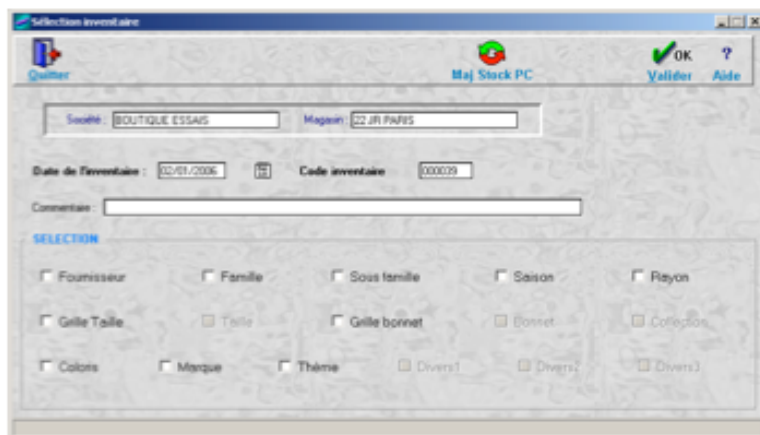 Sélection inventaire
Quitter Maj Stock PC OK Valider ? Aide
Société : BOUTIQUE ESSAIS Magasin : 22 JR PARIS
Date de l'inventaire : 02/01/2006 Code inventaire 000039
Commentaire :
SELECTION
Fournisseur Famille Sous famille Saison Rayon
Grille Taille Taille Grille bonnet Bonnet Collection
Coloris Marque Thème Divers1 Divers2 Divers3